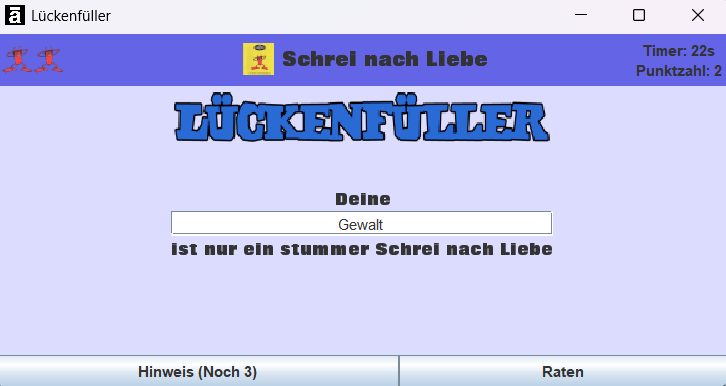 ä Lückenfüller
Schrei nach Liebe
Timer: 22s
Punktzahl: 2
LÜCKENFÜLLER
Deine
Gewalt
ist nur ein stummer Schrei nach Liebe
Hinweis (Noch 3)
Raten